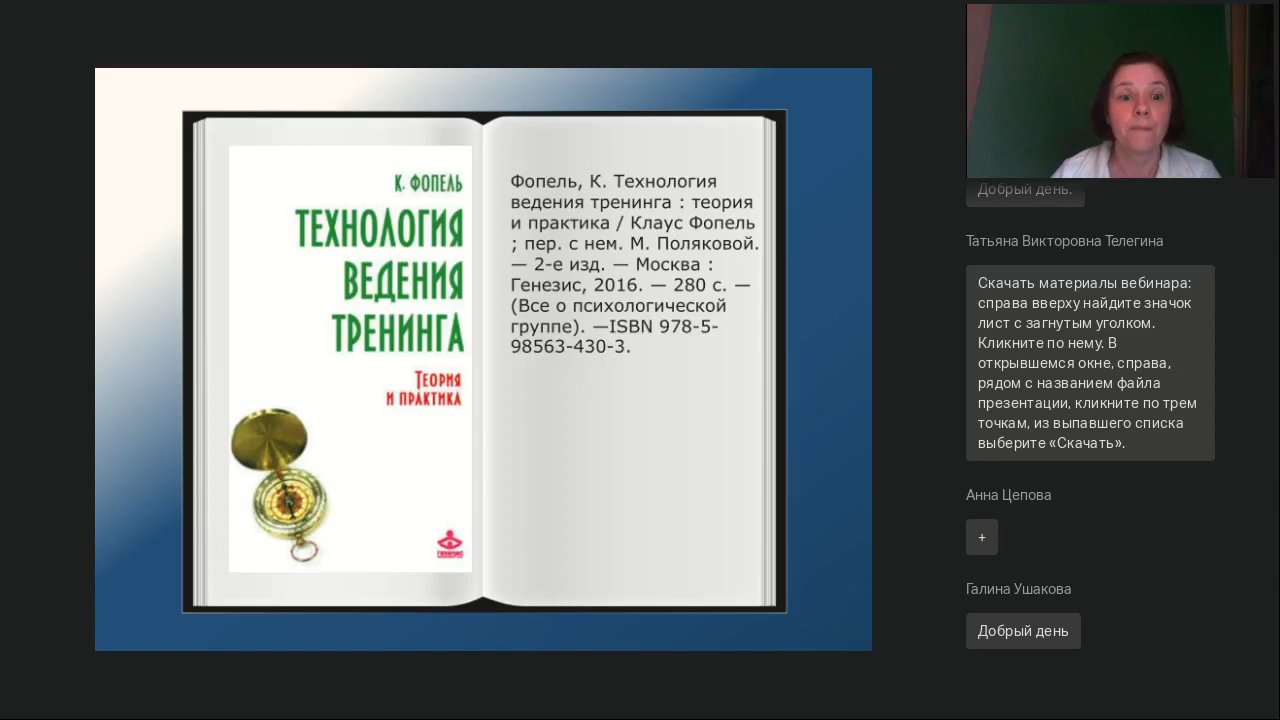 К. ФОПЕЛЬ
ТЕХНОЛОГИЯ
ВЕДЕНИЯ
ТРЕНИНГА
ТЕОРИЯ
И ПРАКТИКА
Фопель, К. Технология
ведения тренинга : теория
и практика / Клаус Фопель
; пер. с нем. М. Поляковой.
— 2-е изд. — Москва :
Генезис, 2016. — 280 с. —
(Все о психологической
группе). —ISBN 978-5-
98563-430-3.
Добрый день.
Татьяна Викторовна Телегина
Скачать материалы вебинара:
справа вверху найдите значок
лист с загнутым уголком.
Кликните по нему. В
открывшемся окне, справа,
рядом с названием файла
презентации, кликните по трем
точкам, из выпавшего списка
выберите «Скачать».
Анна Цепова
+
Галина Ушакова
Добрый день